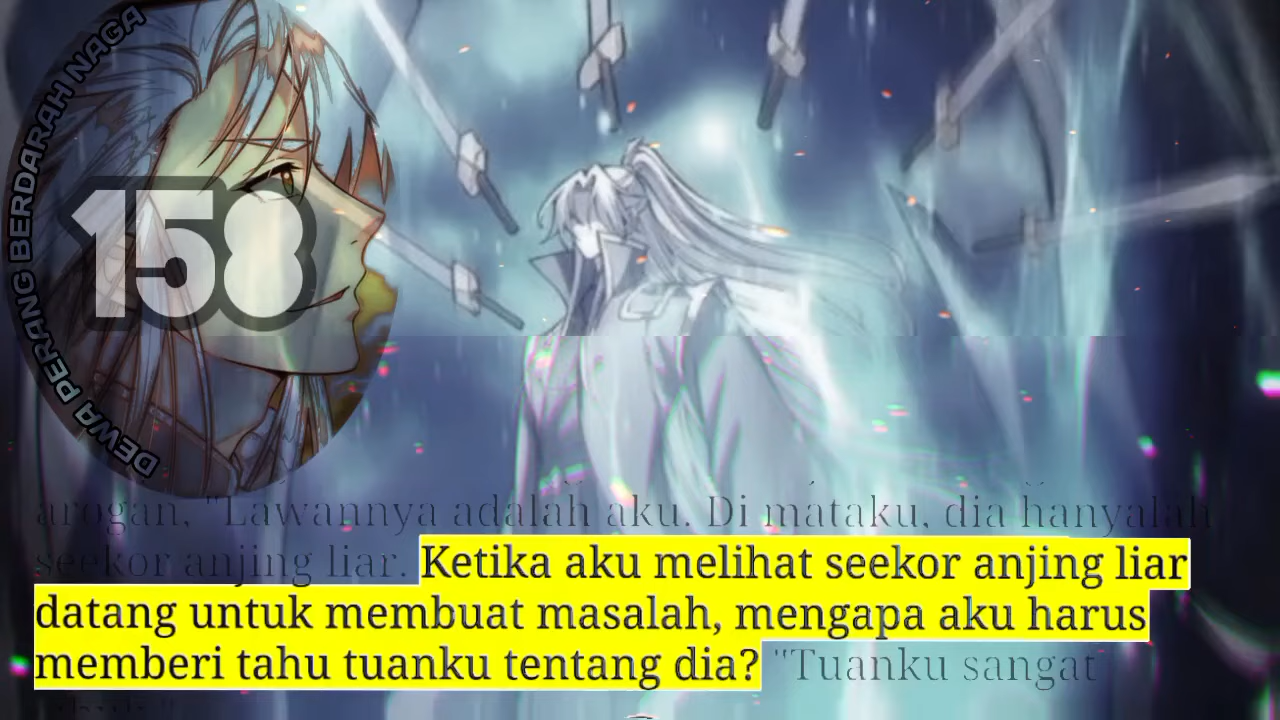 DEWA PERANG BERDARAH NAGA
158
arogan, "Lawannya adalah aku. Di mataku, dia hanyalah
seekor anjing liar. Ketika aku melihat seekor anjing liar
datang untuk membuat masalah, mengapa aku harus
memberi tahu tuanku tentang dia? "Tuanku sangat